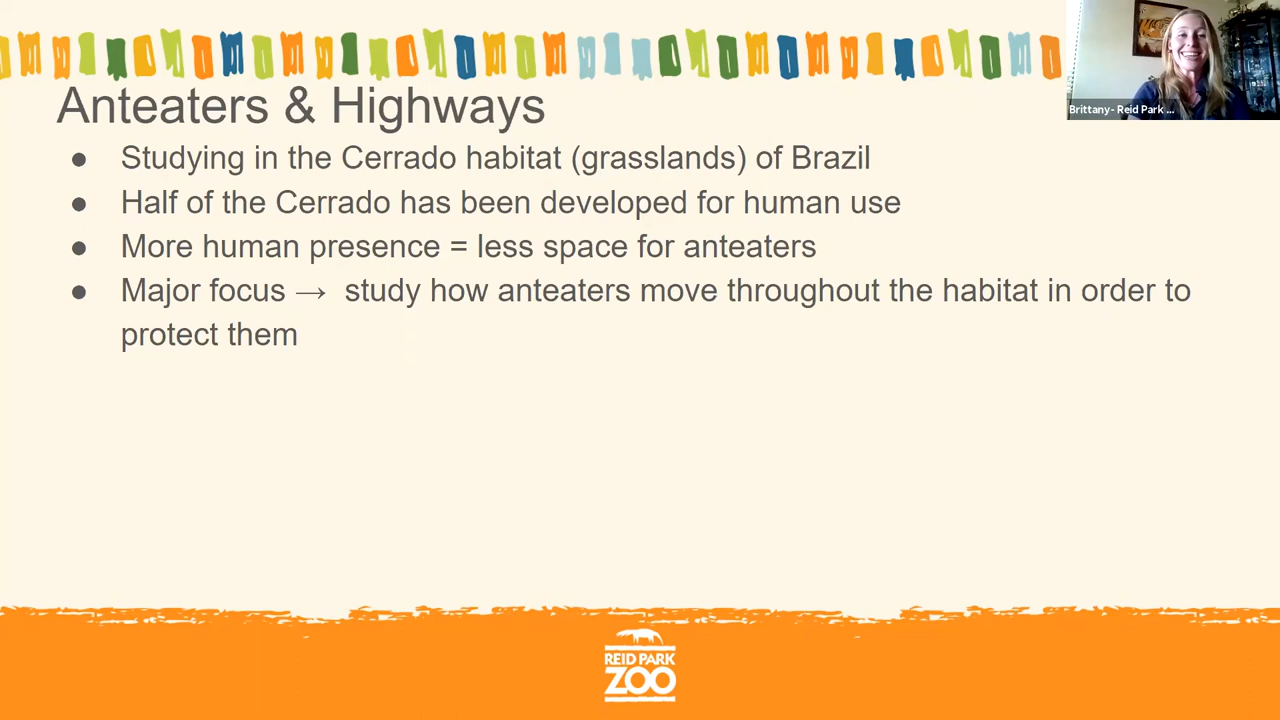 Anteaters & Highways
● Studying in the Cerrado habitat (grasslands) of Brazil
● Half of the Cerrado has been developed for human use
● More human presence = less space for anteaters
● Major focus → study how anteaters move throughout the habitat in order to
protect them
Brittany- Reid Park ...
REID PARK
ZOO